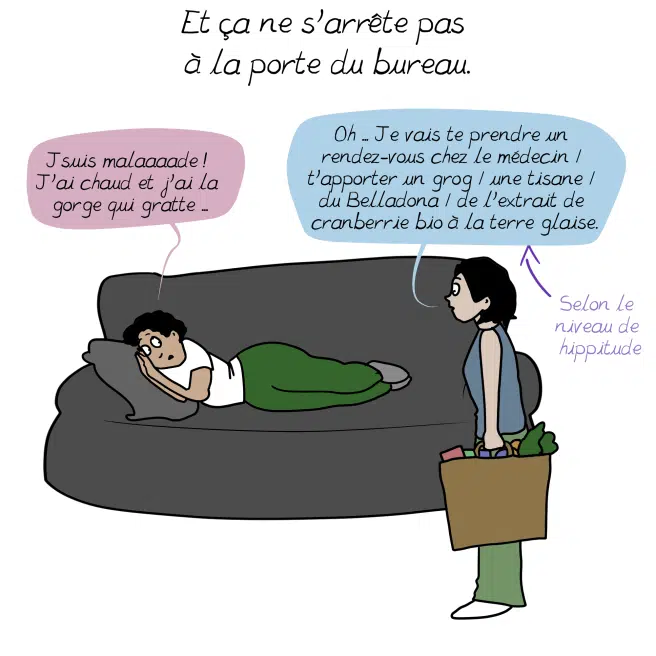 Et ça ne s'arrête pas
à la porte du bureau.
J suis malaaaade !
J'ai chaud et j'ai la
gorge qui gratte ..
Oh .. Je vais te prendre un
rendez-vous chez le médecin /
t'apporter un grog / une tisane /
du Belladona / de l'extrait de
cranberrie bio à la terre glaise.
Selon le
niveau de
hippitude